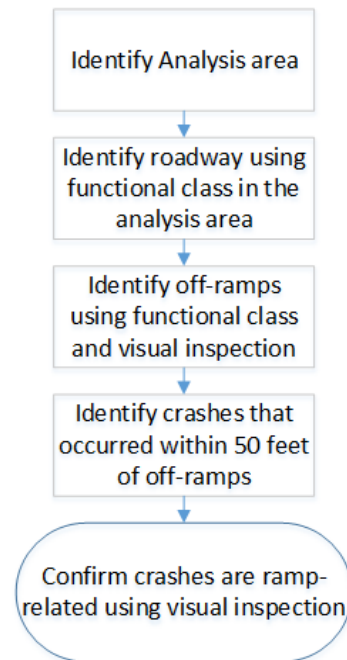 Identify Analysis area
Identify roadway using
functional class in the
analysis area
Identify off-ramps
using functional class
and visual inspection
Identify crashes that
occurred within 50 feet
of off-ramps
Confirm crashes are ramp-
related using visual inspection